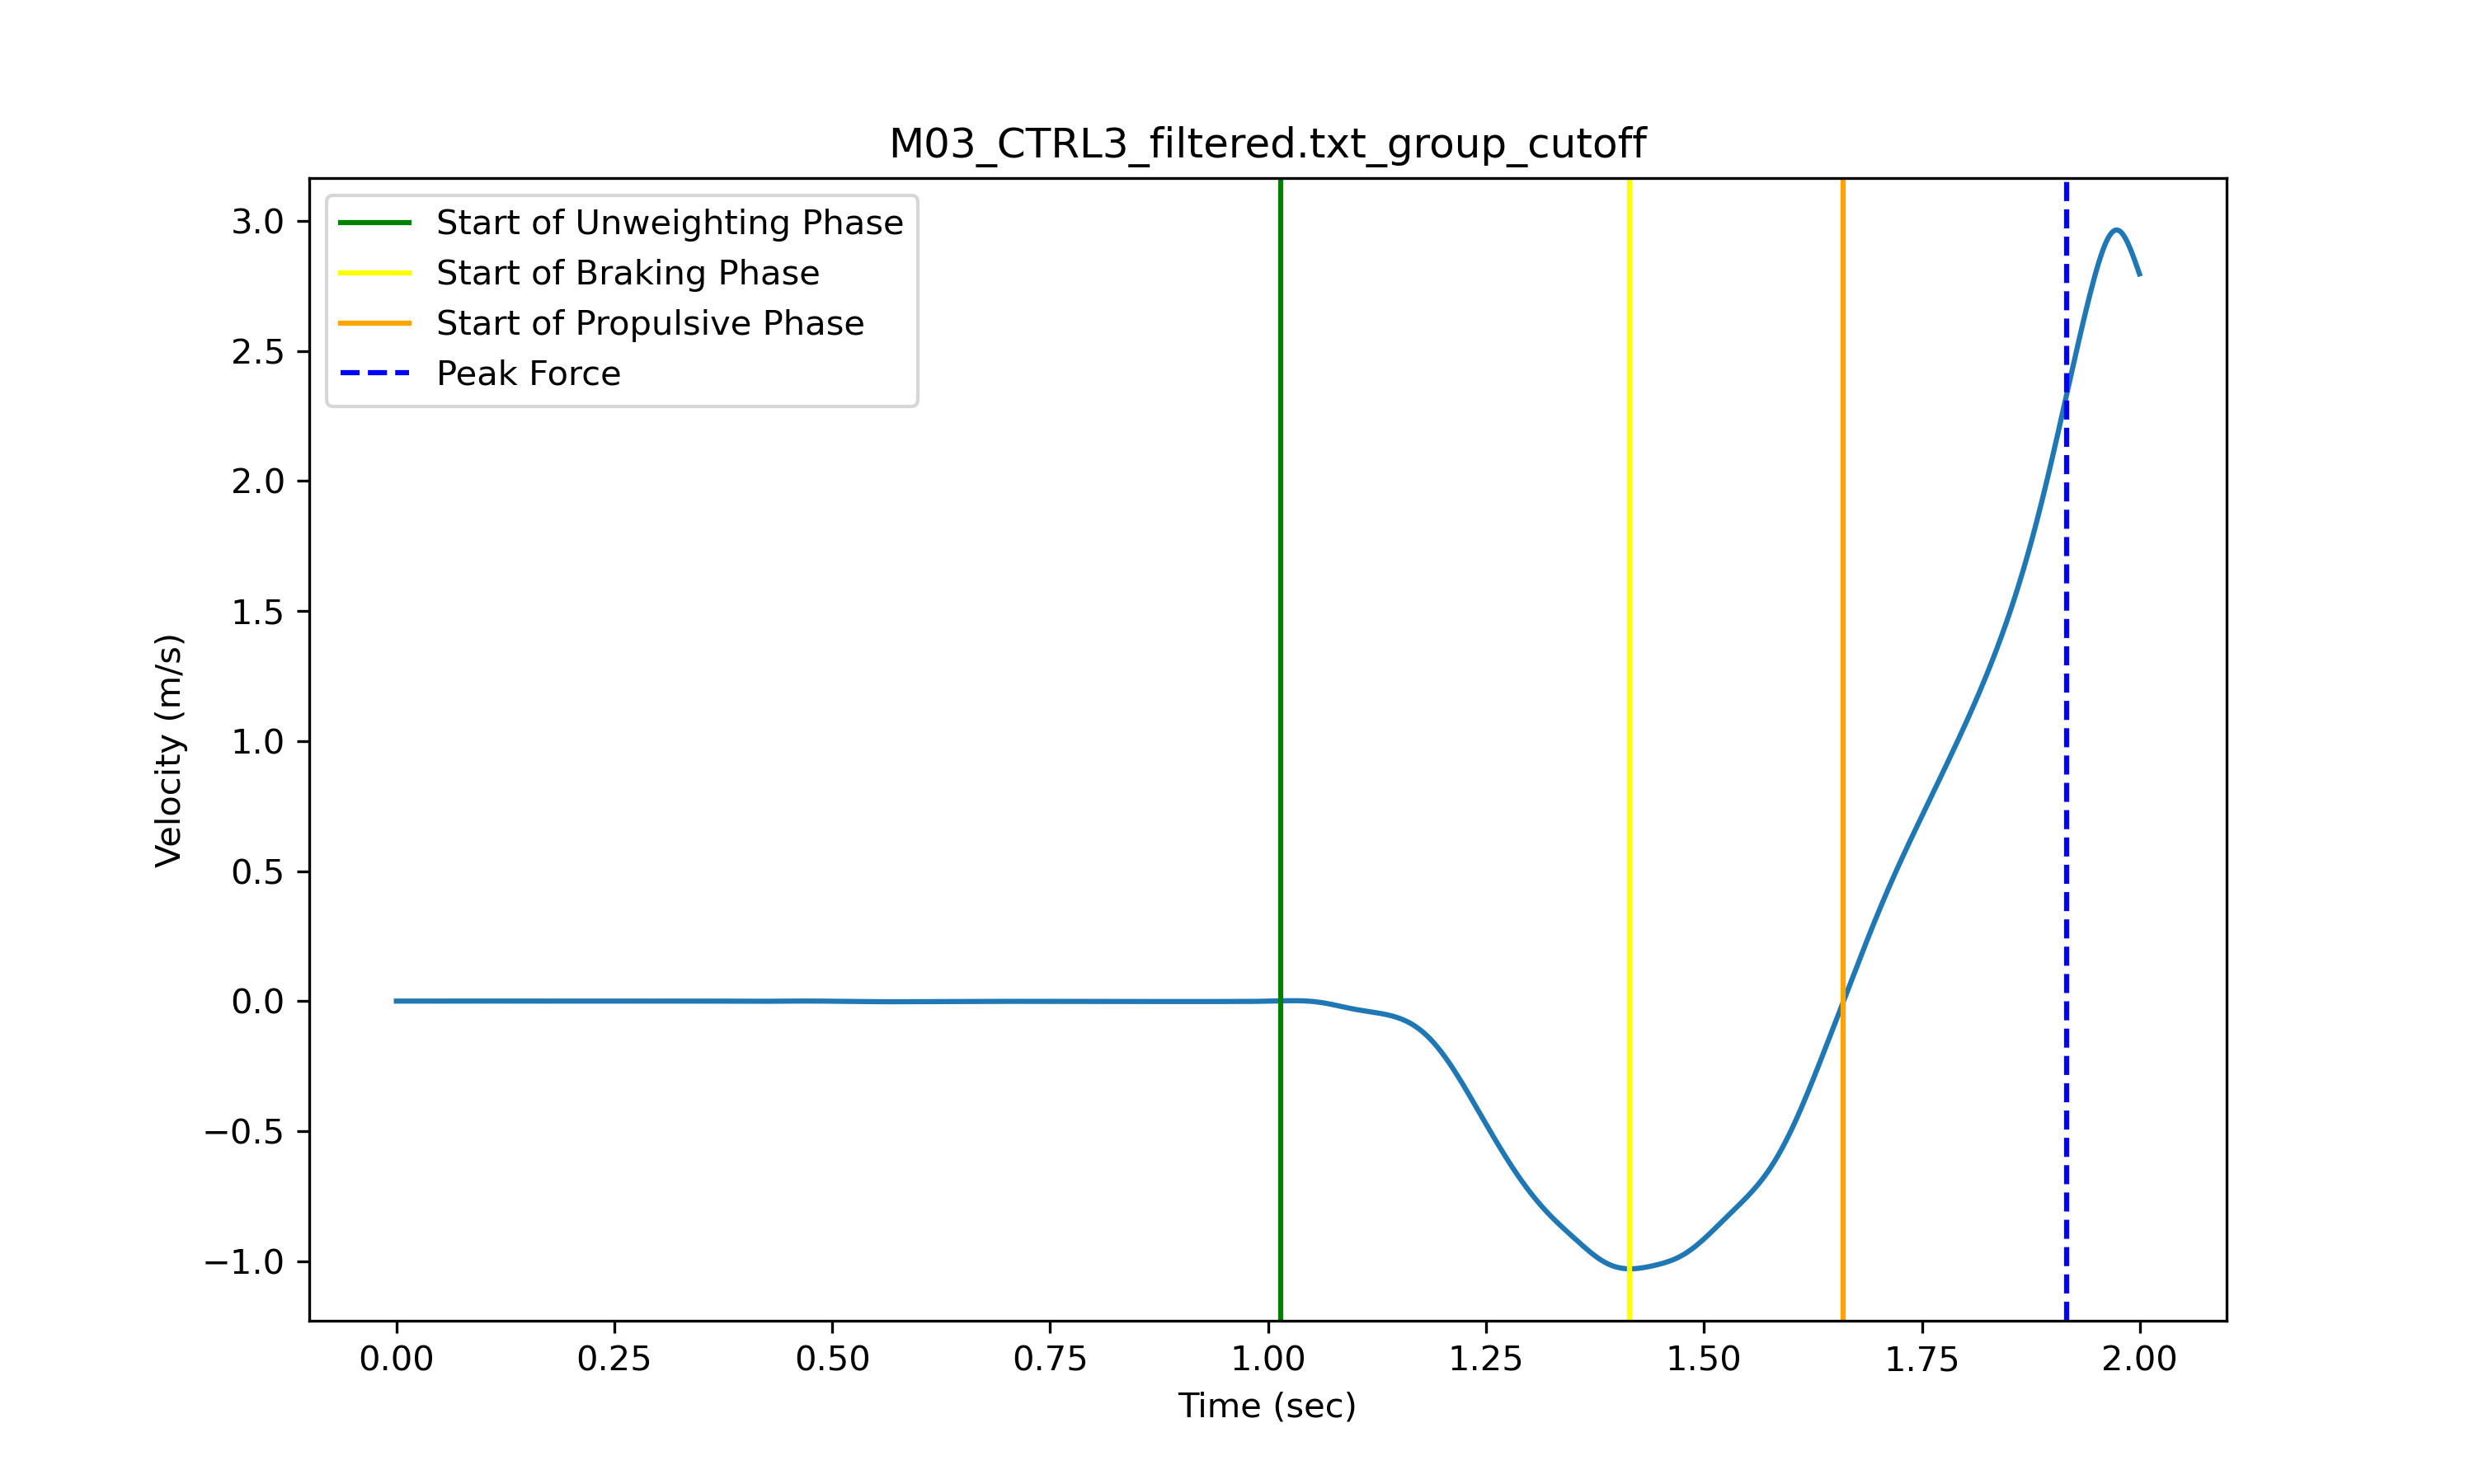 M03_CTRL3_filtered.txt_group_cutoff
Start of Unweighting Phase
Start of Braking Phase
Start of Propulsive Phase
Peak Force
3.0
2.5
2.0
1.5
1.0
0.5
0.0
−0.5
−1.0
Velocity (m/s)
0.00 0.25 0.50 0.75 1.00 1.25 1.50 1.75 2.00
Time (sec)